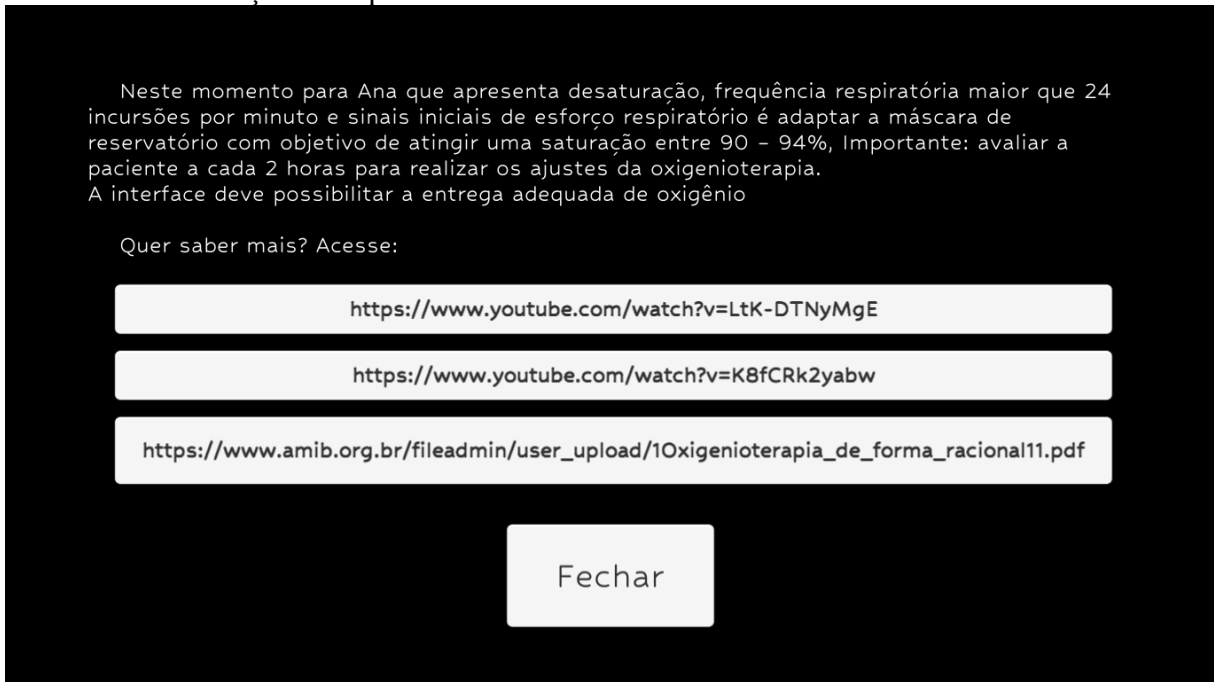 Neste momento para Ana que apresenta desaturação, frequência respiratória maior que 24
incursões por minuto e sinais iniciais de esforço respiratório é adaptar a máscara de
reservatório com objetivo de atingir uma saturação entre 90 – 94%, Importante: avaliar a
paciente a cada 2 horas para realizar os ajustes da oxigenioterapia.
A interface deve possibilitar a entrega adequada de oxigênio
Quer saber mais? Acesse:
https://www.youtube.com/watch?v=LtK-DTNyMgE
https://www.youtube.com/watch?v=K8fCRk2yabw
https://www.amib.org.br/fileadmin/user_upload/1Oxigenioterapia_de_forma_racional11.pdf
Fechar